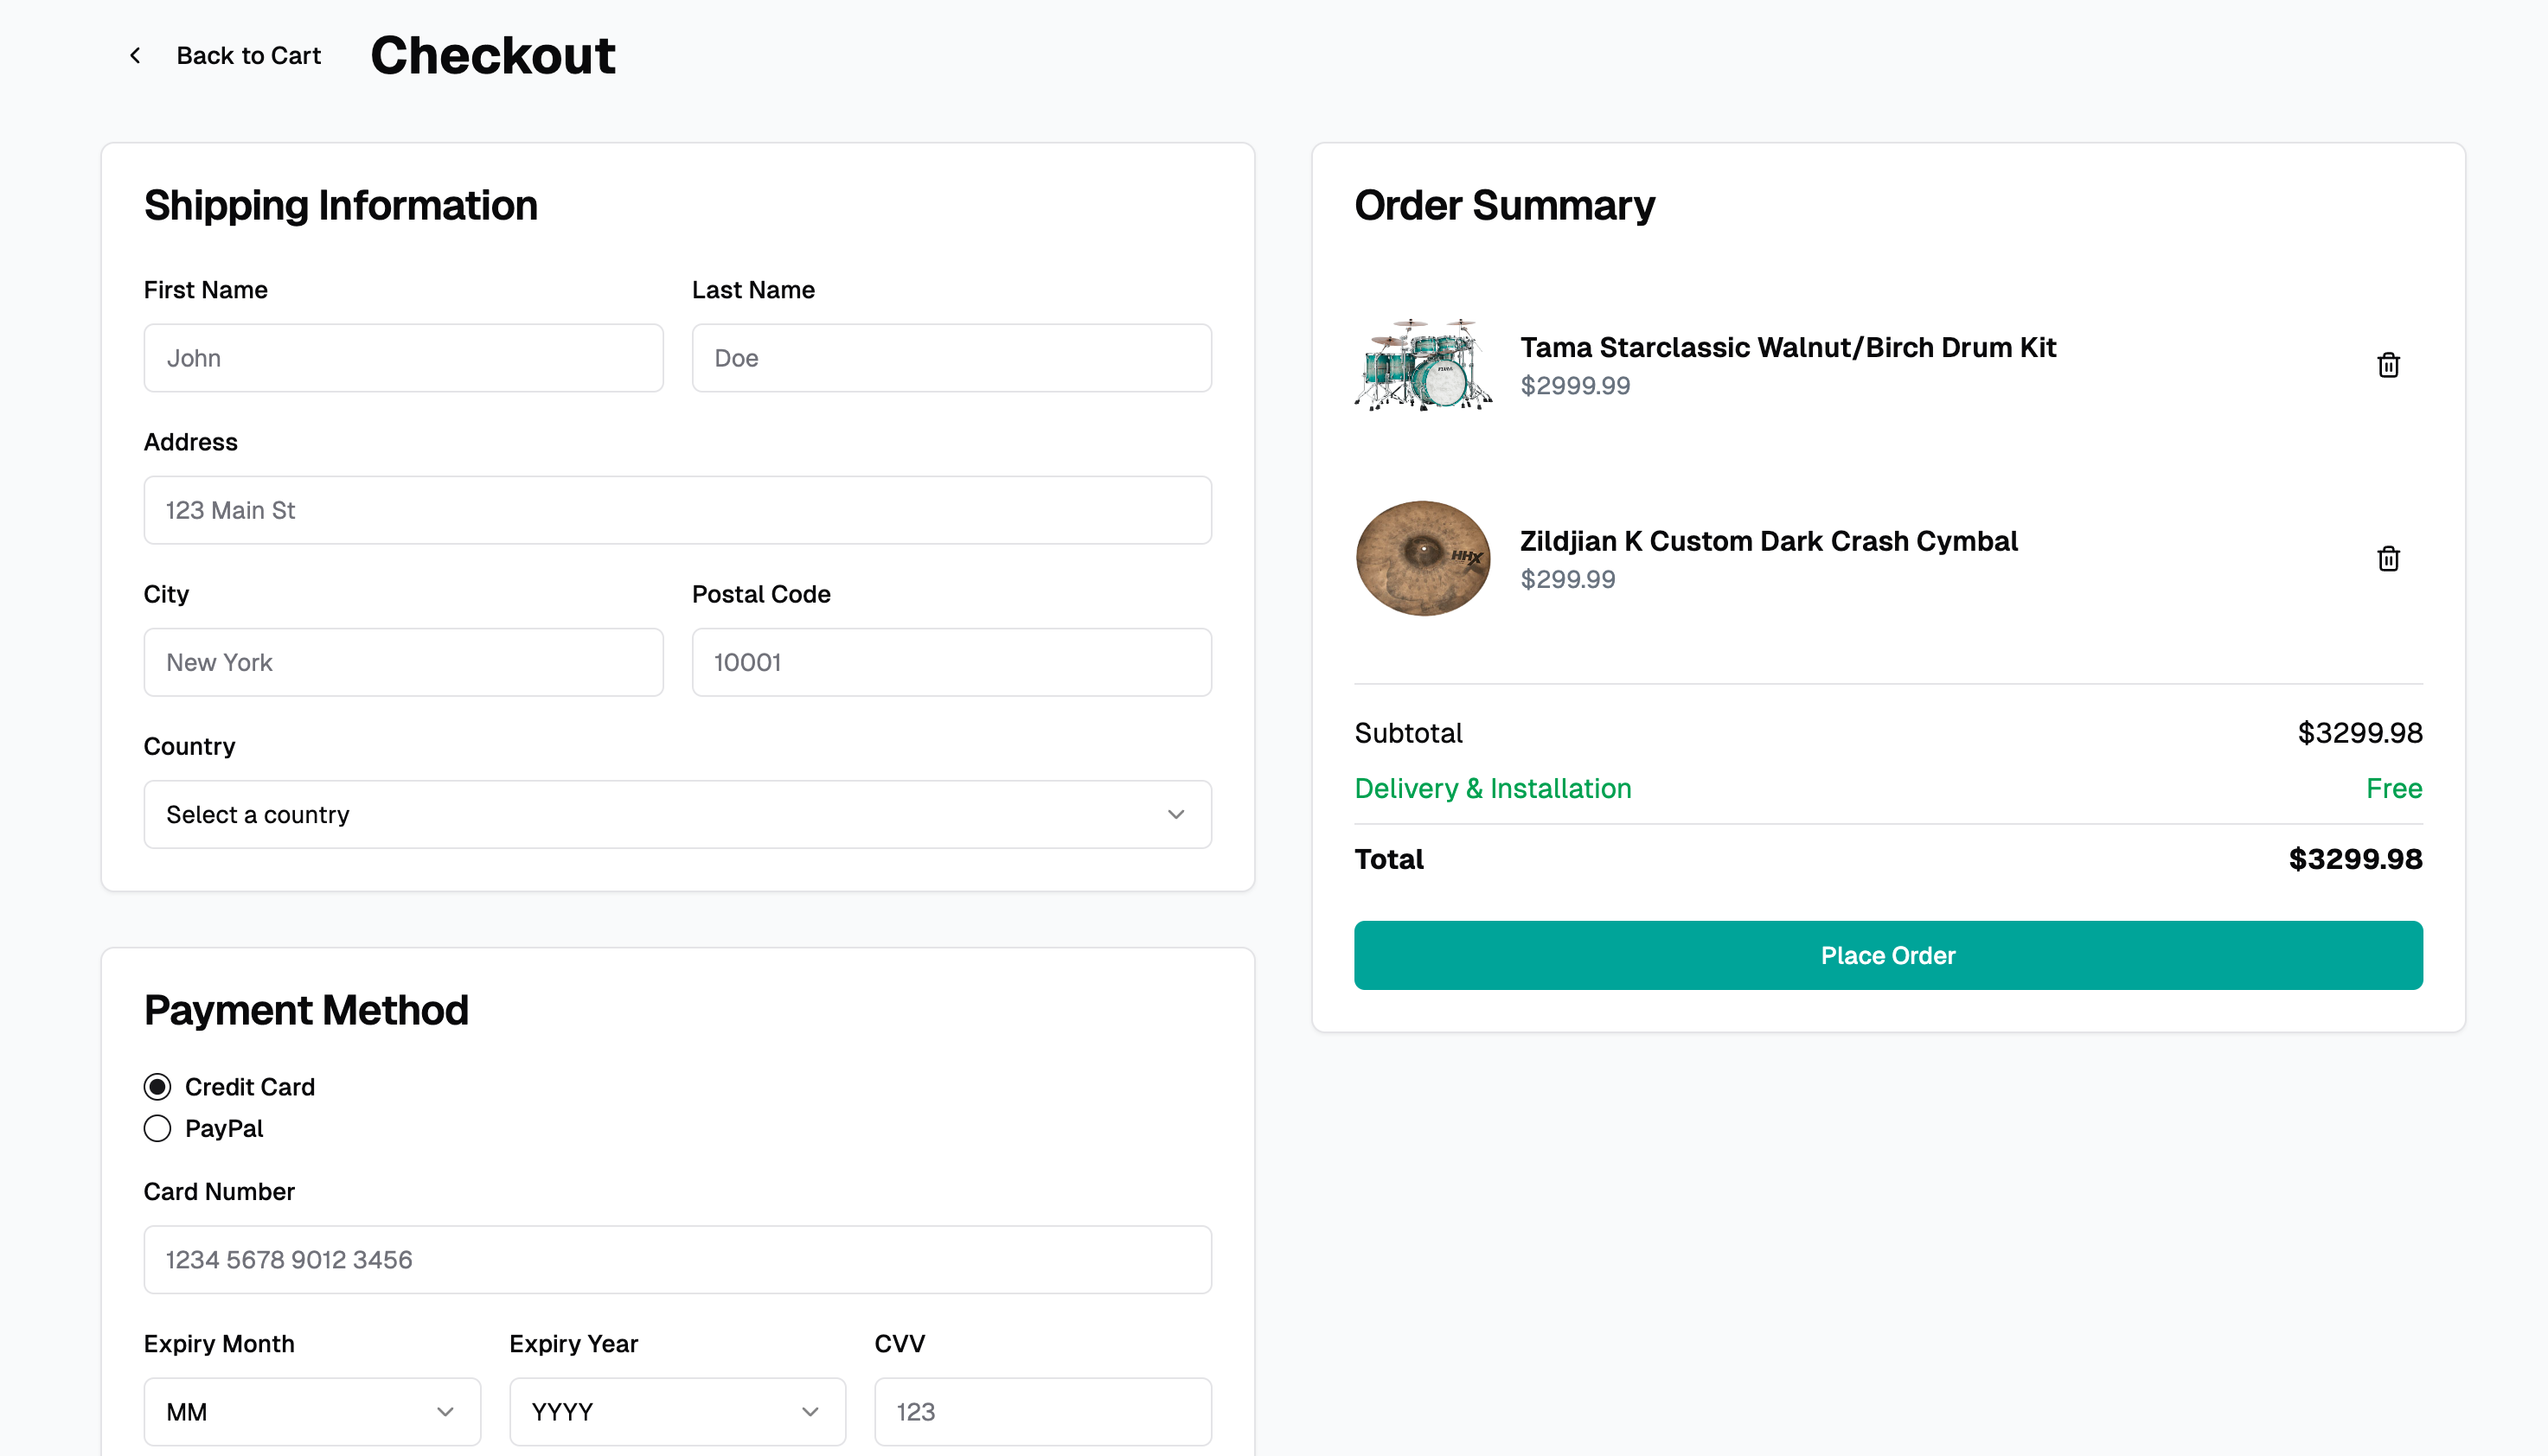 Back to Cart
Checkout
Shipping Information
First Name
Last Name
John
Doe
Address
123 Main St
City
Postal Code
New York
10001
Country
Select a country
Payment Method
Credit Card
PayPal
Card Number
1234 5678 9012 3456
Expiry Month
Expiry Year
CVV
MM
YYYY
123
Order Summary
TAMA
Tama Starclassic Walnut/Birch Drum Kit
$2999.99
HHX
Zildjian K Custom Dark Crash Cymbal
$299.99
Subtotal
$3299.98
Delivery & Installation
Free
Total
$3299.98
Place Order